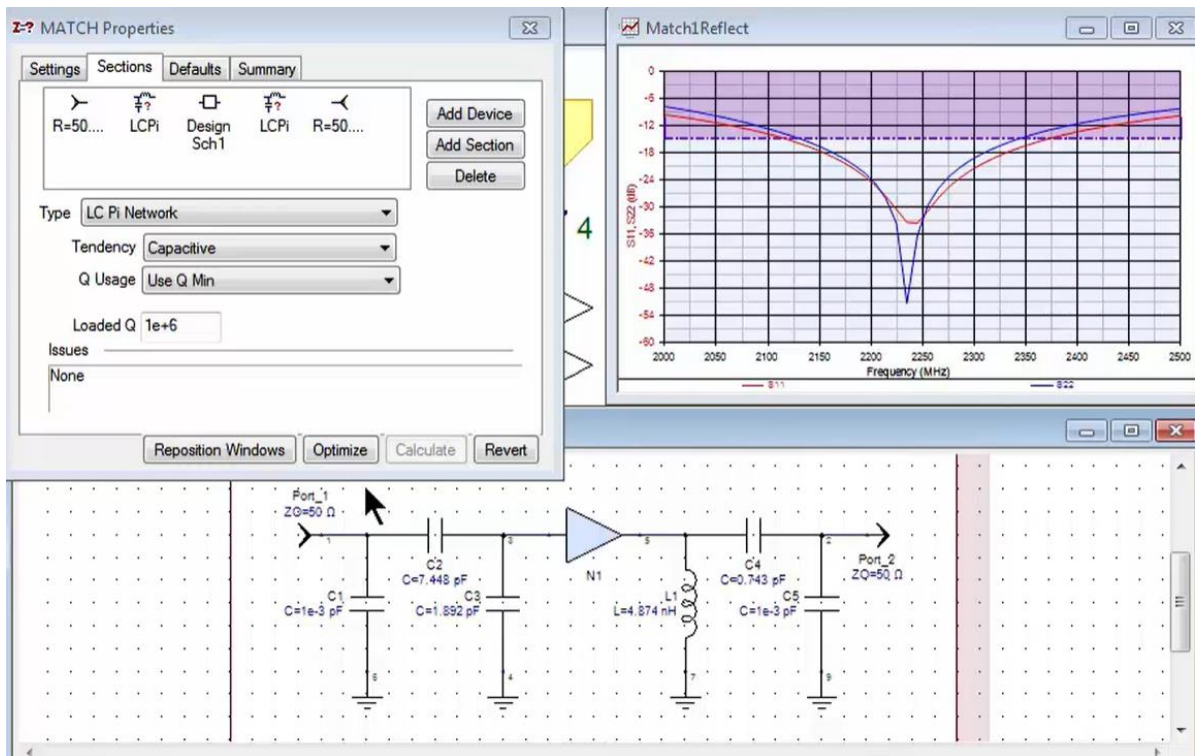 Z=? MATCH Properties
Settings Sections Defaults Summary
R=50.... LCPi Design LCPi R=50....
Sch1
Add Device
Add Section
Delete
Type LC Pi Network
Tendency Capacitive
Q Usage Use Q Min
Loaded Q 1e+6
Issues
None
Reposition Windows Optimize Calculate Revert
4
Match1Reflect
S11, S22 (dB)
0
-6
-12
-18
-24
-30
-36
-42
-48
-54
-60
2000 2050 2100 2150 2200 2250 2300 2350 2400 2450 2500
Frequency (MHz)
S11 S22
Port_1
ZO=50 Ω
1
C2
C=7.448 pF
3
C1
C=1e-3 pF
C3
C=1.892 pF
6
4
N1
5
L1
L=4.874 nH
7
C4
C=0.743 pF
2
C5
C=1e-3 pF
9
Port_2
ZO=50 Ω